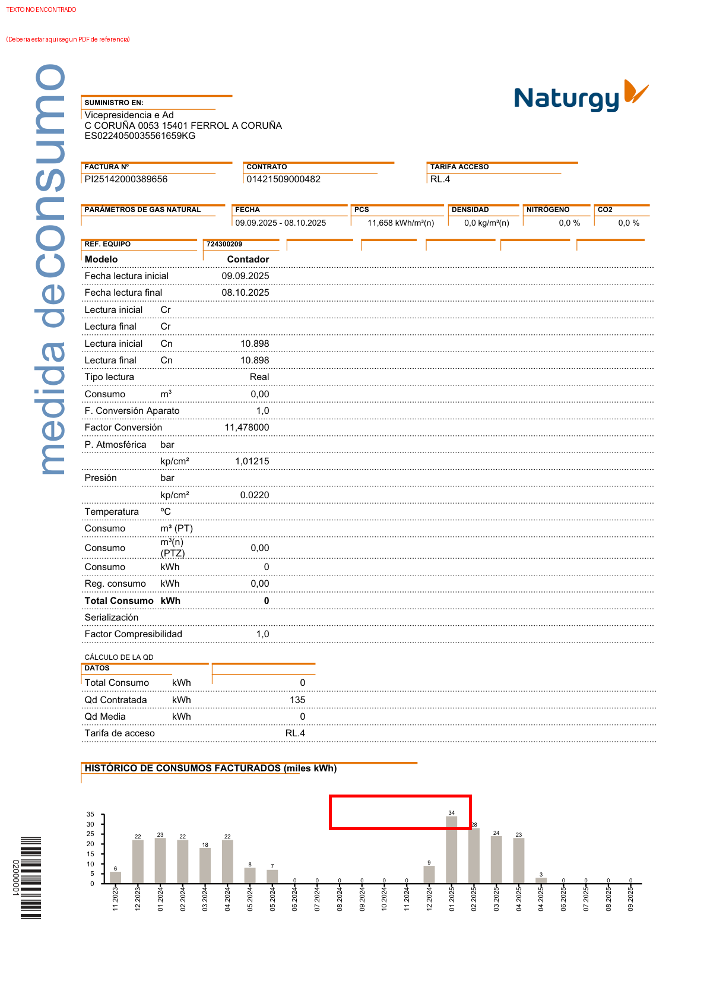 TEXTO NO ENCONTRADO
(Deberia estar aqui segun PDF de referencia)
medida de consumo
Naturgy
SUMINISTRO EN:
Vicepresidencia e Ad
C CORUÑA 0053 15401 FERROL A CORUÑA
ES0224050035561659KG
FACTURA Nº CONTRATO TARIFA ACCESO
PI25142000389656 01421509000482 RL.4
PARÁMETROS DE GAS NATURAL FECHA PCS DENSIDAD NITRÓGENO CO2
09.09.2025 - 08.10.2025 11,658 kWh/m³(n) 0,0 kg/m³(n) 0,0 % 0,0 %
REF. EQUIPO 724300209
Modelo Contador
Fecha lectura inicial 09.09.2025
Fecha lectura final 08.10.2025
Lectura inicial Cr
Lectura final Cr
Lectura inicial Cn 10.898
Lectura final Cn 10.898
Tipo lectura Real
Consumo m³ 0,00
F. Conversión Aparato 1,0
Factor Conversión 11,478000
P. Atmosférica bar
kp/cm² 1,01215
Presión bar
kp/cm² 0.0220
Temperatura ºC
Consumo m³ (PT)
Consumo m³(n) (PTZ) 0,00
Consumo kWh 0
Reg. consumo kWh 0,00
Total Consumo kWh 0
Serialización
Factor Compresibilidad 1,0
CÁLCULO DE LA QD
DATOS
Total Consumo kWh 0
Qd Contratada kWh 135
Qd Media kWh 0
Tarifa de acceso RL.4
HISTÓRICO DE CONSUMOS FACTURADOS (miles kWh)
35
30
25
20
15
10
5
0
6 22 23 22 18 22 8 7 0 0 0 0 0 0 9 34 28 24 23 3 0 0 0 0
11.2023 12.2023 01.2024 02.2024 03.2024 04.2024 05.2024 05.2024 06.2024 07.2024 08.2024 09.2024 10.2024 11.2024 12.2024 01.2025 02.2025 03.2025 04.2025 04.2025 06.2025 07.2025 08.2025 09.2025
02000001